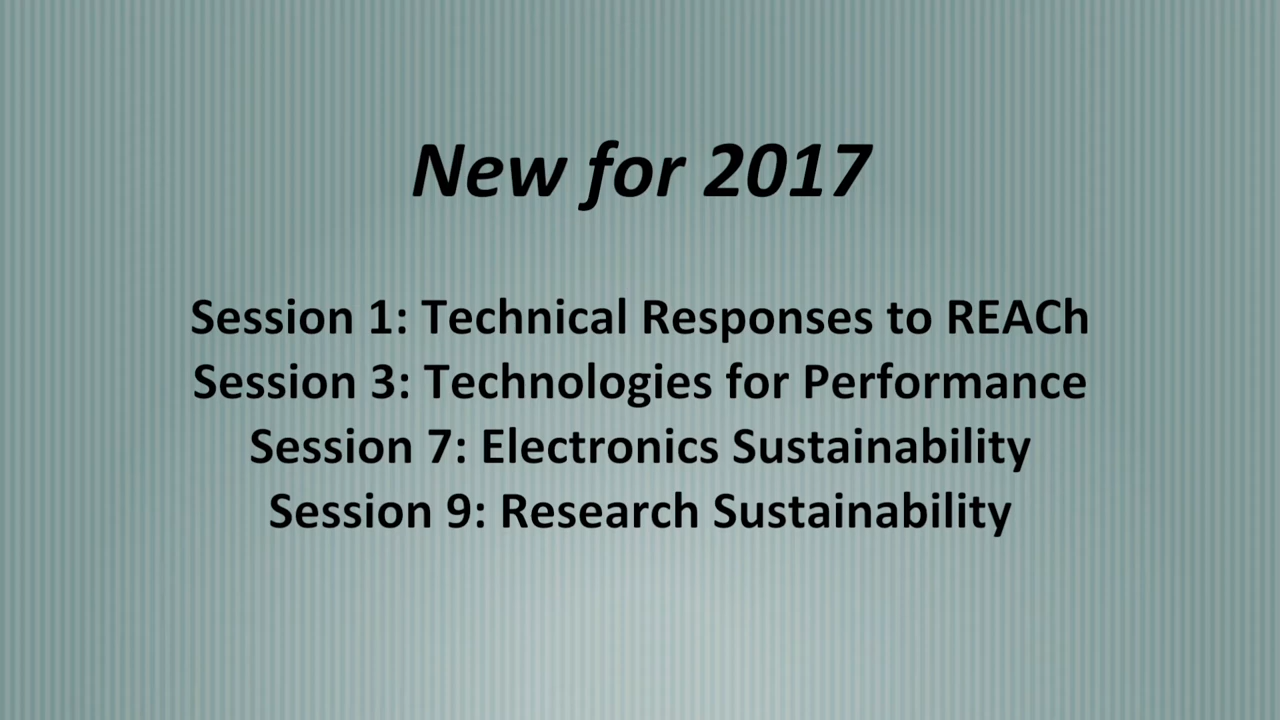 New for 2017
Session 1: Technical Responses to REACh
Session 3: Technologies for Performance
Session 7: Electronics Sustainability
Session 9: Research Sustainability